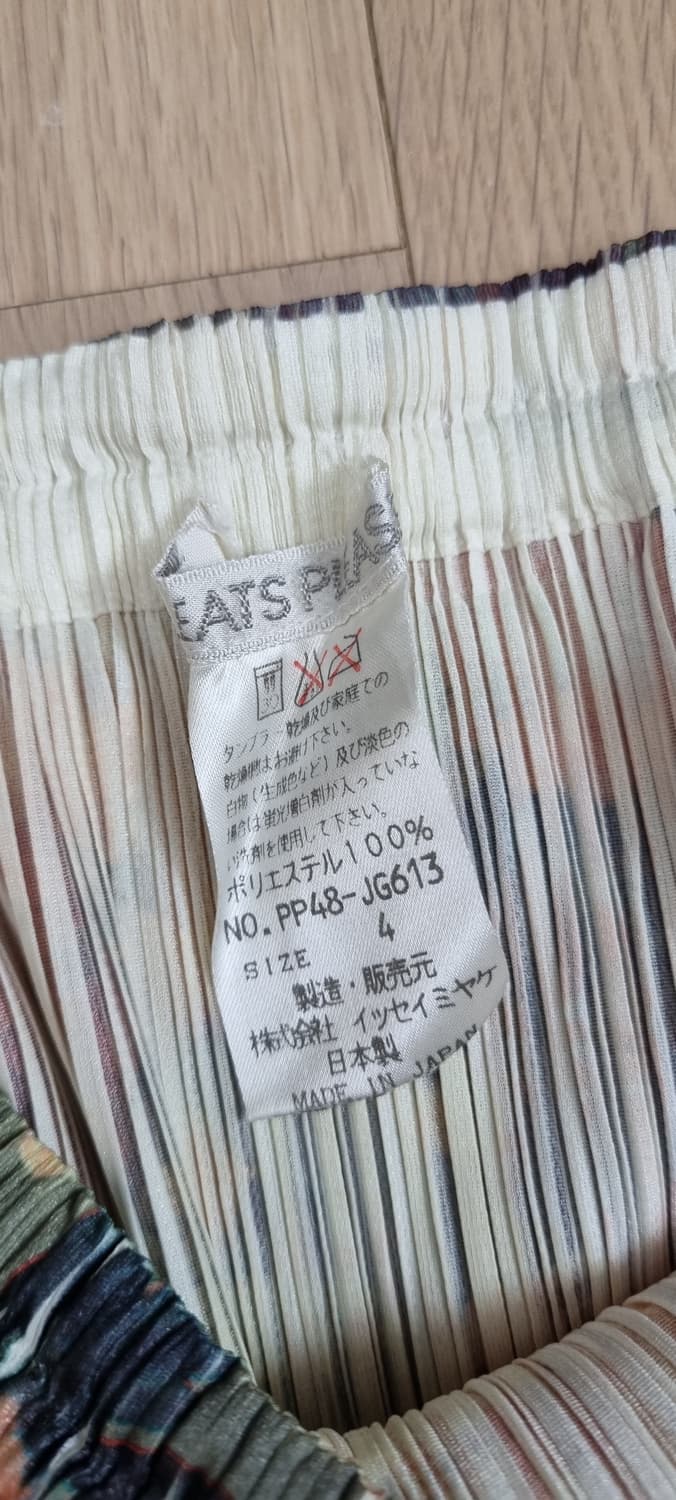 EATS PLEAS
弱
30
タンブラー乾燥及び家庭での
乾燥機はお避け下さい。
白物(生成色など)及び淡色の
場合は蛍光増白剤が入っていな
い洗剤を使用して下さい。
ポリエステル100%
NO.PP48-JG613
SIZE 4
製造・販売元
株式会社 イッセイミヤケ
日本製
MADE IN JAPAN